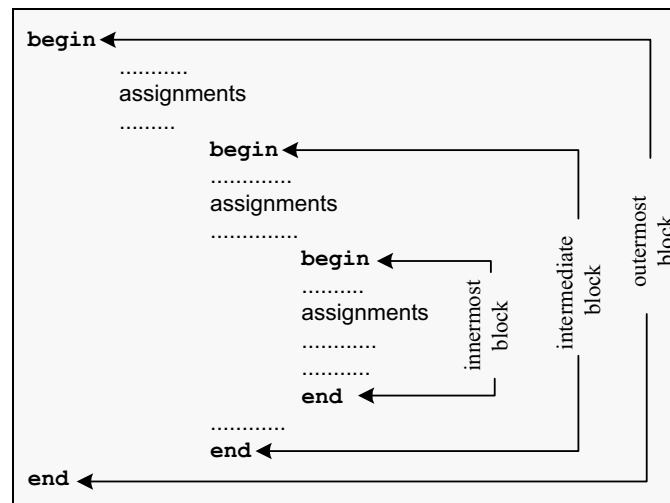 begin
...........
assignments
.........
begin
.............
assignments
..............
begin
..........
assignments
............
...........
end
............
end
end
innermost
block
intermediate
block
outermost
block